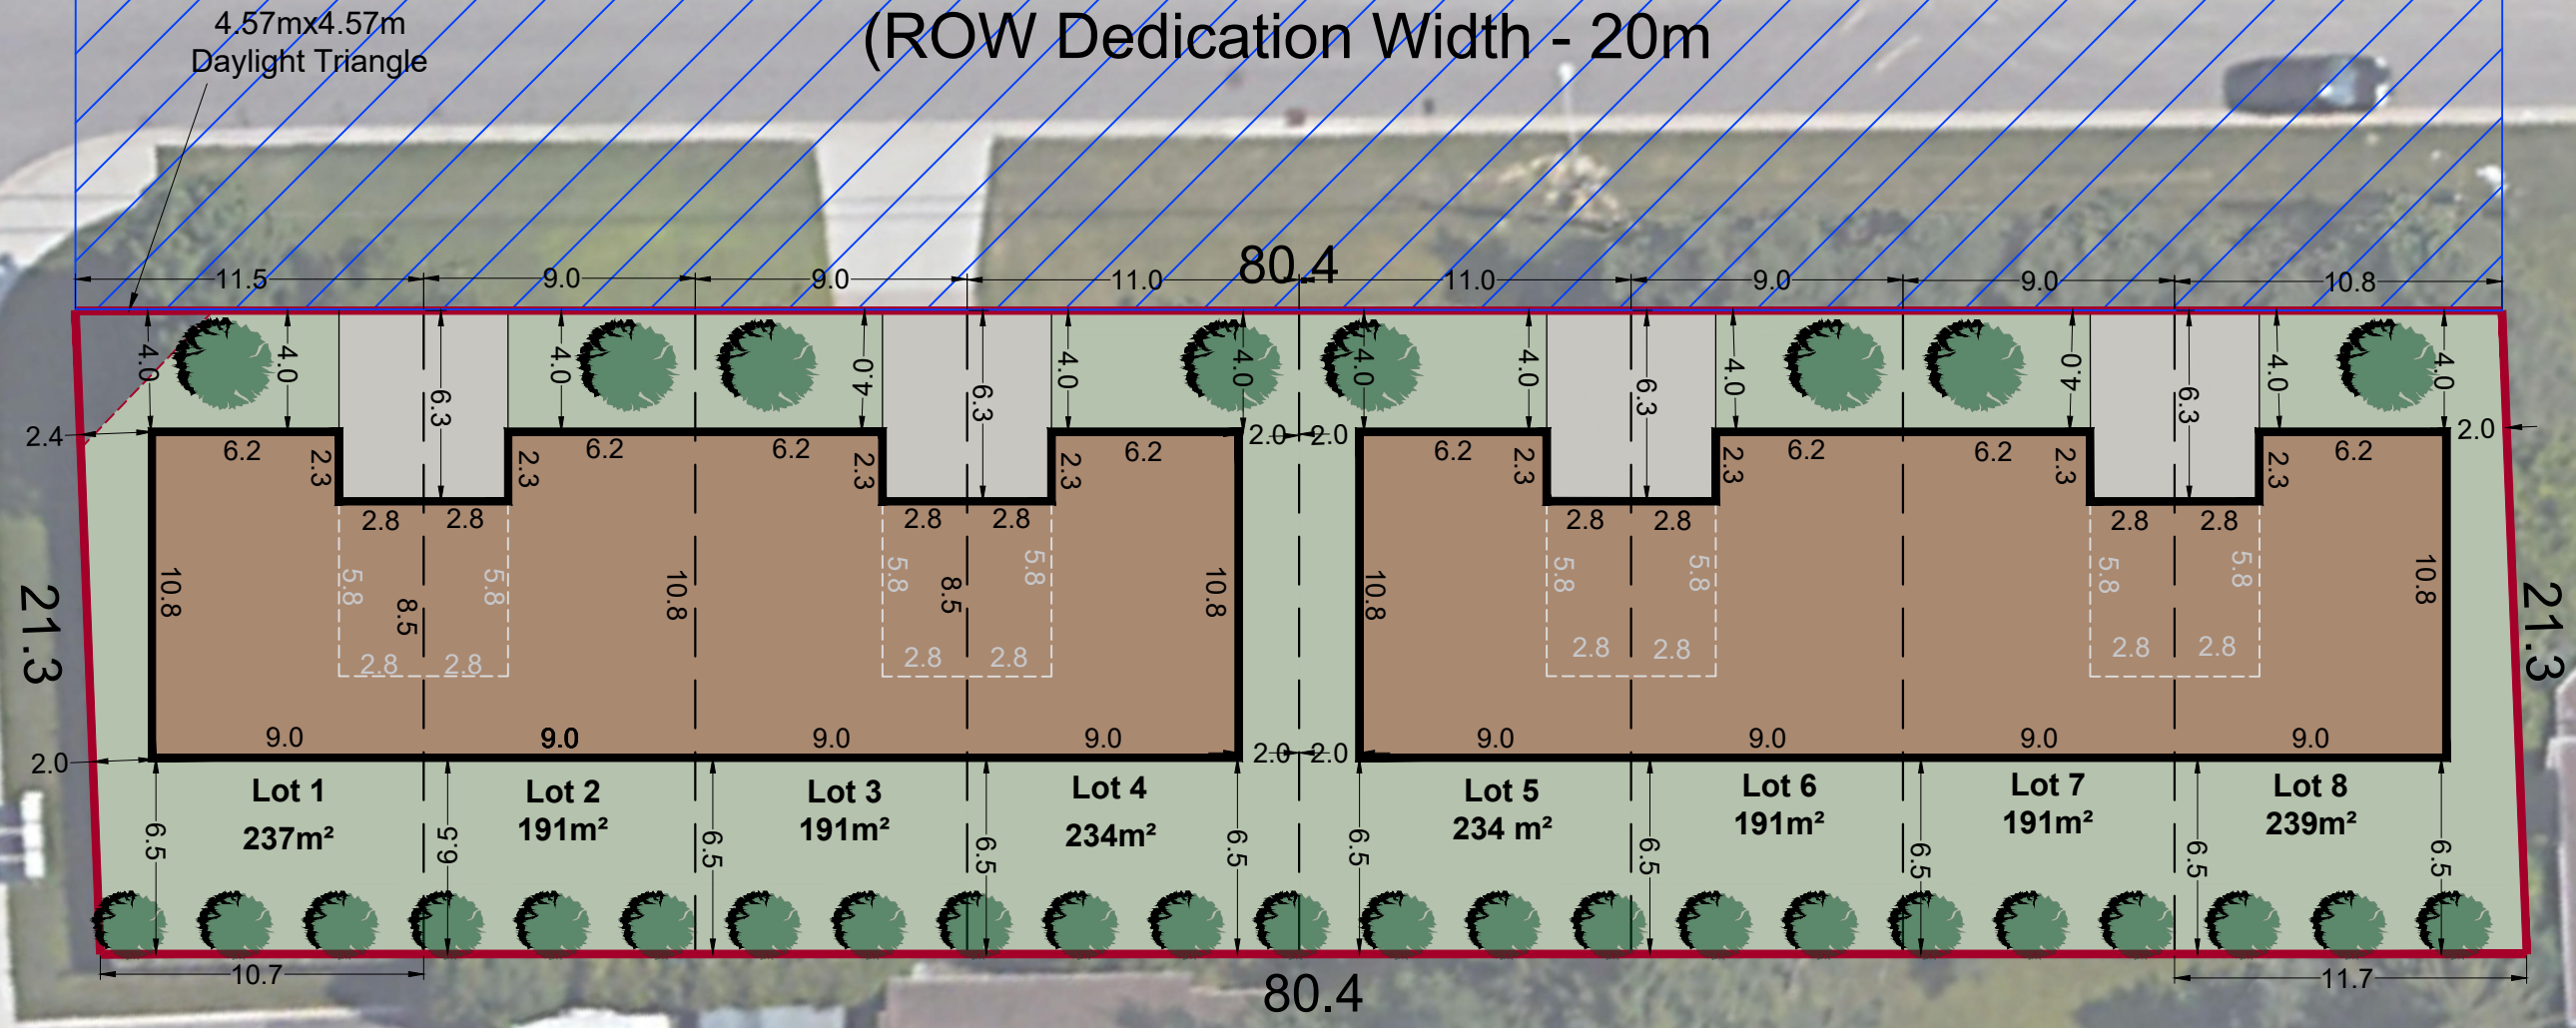 4.57mx4.57m
Daylight Triangle
(ROW Dedication Width - 20m
80.4
11.5 9.0 9.0 11.0 11.0 9.0 9.0 10.8
4.0 4.0 6.3 4.0 4.0 6.3 4.0 4.0 4.0 4.0 6.3 4.0 4.0 6.3 4.0 4.0
2.4 2.0 2.0 2.0
6.2 2.3 2.3 6.2 6.2 2.3 2.3 6.2 6.2 2.3 2.3 6.2 6.2 2.3 2.3 6.2
2.8 2.8 2.8 2.8 2.8 2.8 2.8 2.8
21.3 10.8 5.8 8.5 5.8 10.8 5.8 8.5 5.8 10.8 10.8 5.8 5.8 5.8 5.8 10.8 21.3
2.8 2.8 2.8 2.8 2.8 2.8 2.8 2.8
9.0 9.0 9.0 9.0 9.0 9.0 9.0 9.0
2.0 2.0 2.0
Lot 1
237m²
Lot 2
191m²
Lot 3
191m²
Lot 4
234m²
Lot 5
234 m²
Lot 6
191m²
Lot 7
191m²
Lot 8
239m²
6.5 6.5 6.5 6.5 6.5 6.5 6.5 6.5 6.5 6.5
10.7 11.7
80.4